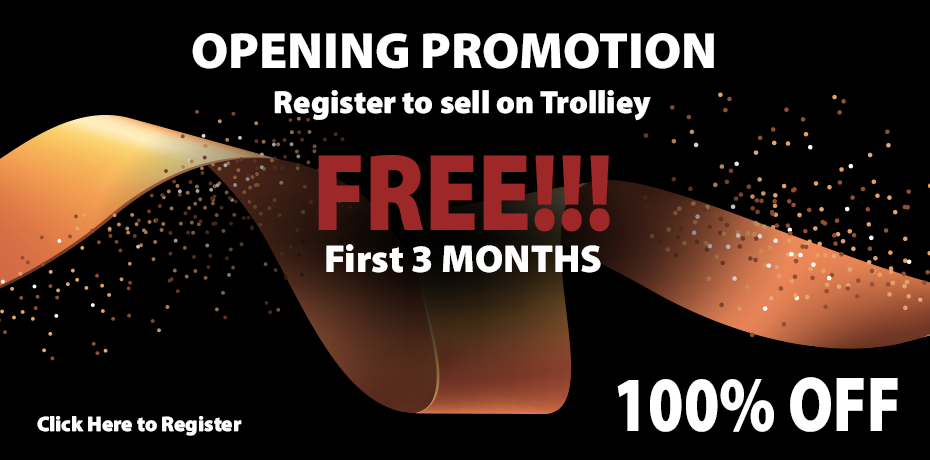 OPENING PROMOTION
Register to sell on Trolliey
FREE!!!
First 3 MONTHS
100% OFF
Click Here to Register